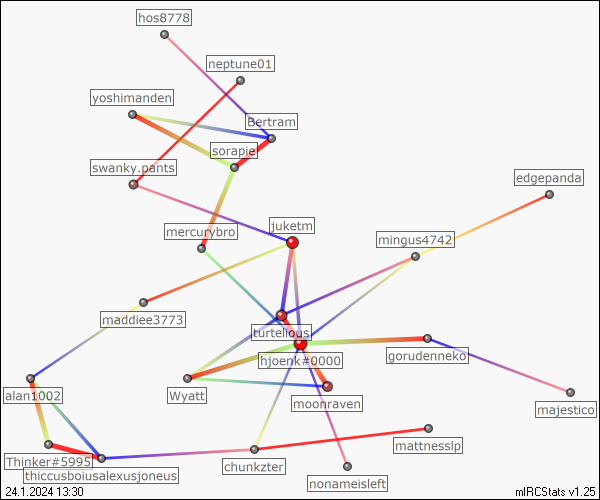 hos8778
neptune01
yoshimanden
Bertram
sorapie
swanky.pants
edgepanda
juketm
mercurybro
mingus4742
maddiee3773
turtelious
hjoenk#0000
gorudenneko
alan1002
Wyatt
moonraven
majestico
mattnesslp
Thinker#5995
chunkzter
thiccusboiusalexusjoneus
nonameisleft
24.1.2024 13:30
mIRCStats v1.25